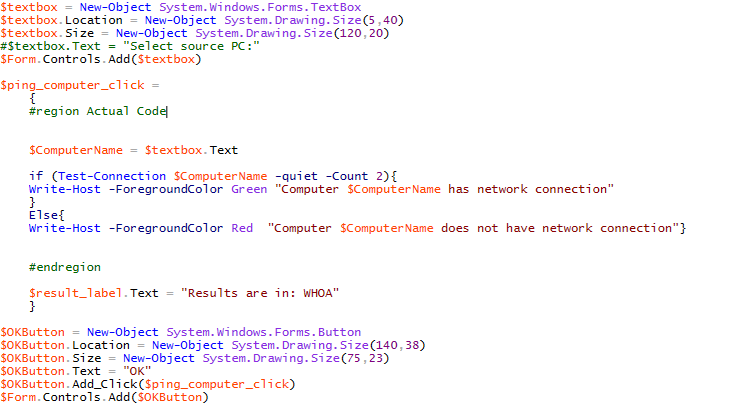 $textbox = New-Object System.Windows.Forms.TextBox
$textbox.Location = New-Object System.Drawing.Size(5,40)
$textbox.Size = New-Object System.Drawing.Size(120,20)
#$textbox.Text = "Select source PC:"
$Form.Controls.Add($textbox)

$ping_computer_click =
    {
    #region Actual Code


    $ComputerName = $textbox.Text

    if (Test-Connection $ComputerName -quiet -Count 2){
    Write-Host -ForegroundColor Green "Computer $ComputerName has network connection"
    }
    Else{
    Write-Host -ForegroundColor Red  "Computer $ComputerName does not have network connection"}


    #endregion

    $result_label.Text = "Results are in: WHOA"
    }

$OKButton = New-Object System.Windows.Forms.Button
$OKButton.Location = New-Object System.Drawing.Size(140,38)
$OKButton.Size = New-Object System.Drawing.Size(75,23)
$OKButton.Text = "OK"
$OKButton.Add_Click($ping_computer_click)
$Form.Controls.Add($OKButton)